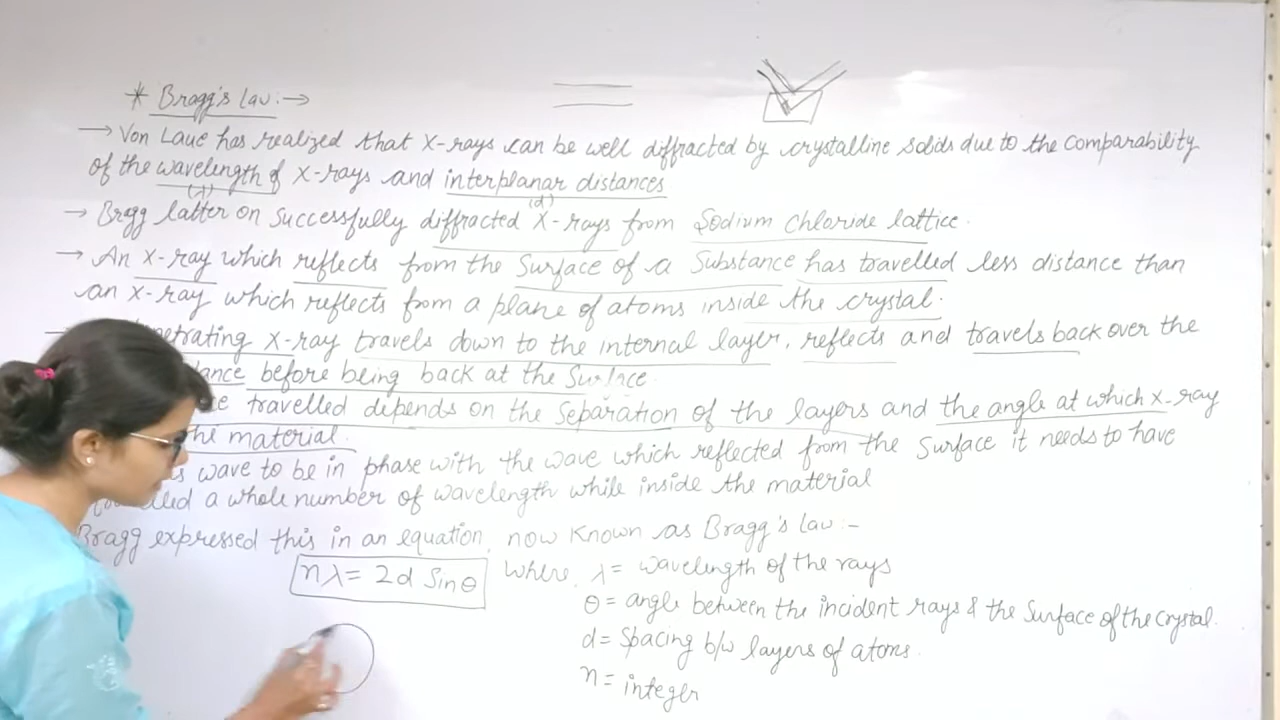 * Bragg's Law:→
→ Von Laue has realized that X-rays can be well diffracted by crystalline solids due to the comparability
of the wavelength of X-rays and interplanar distances
(λ) (d)
→ Bragg latter on successfully diffracted X-rays from Sodium Chloride lattice.
→ An X-ray which reflects from the Surface of a Substance has travelled less distance than
an X-ray which reflects from a plane of atoms inside the crystal.
X-ray travels down to the internal layer, reflects and travels back over the
before being back at the Surface.
travelled depends on the Separation of the layers and the angle at which X-ray
material.
wave to be in phase with the wave which reflected from the Surface it needs to have
a whole number of wavelength while inside the material
Bragg expressed this in an equation, now known as Bragg's Law:-
nλ = 2d Sinθ where, λ = wavelength of the rays
θ = angle between the incident rays & the Surface of the crystal.
d = Spacing b/w layers of atoms.
n = integer